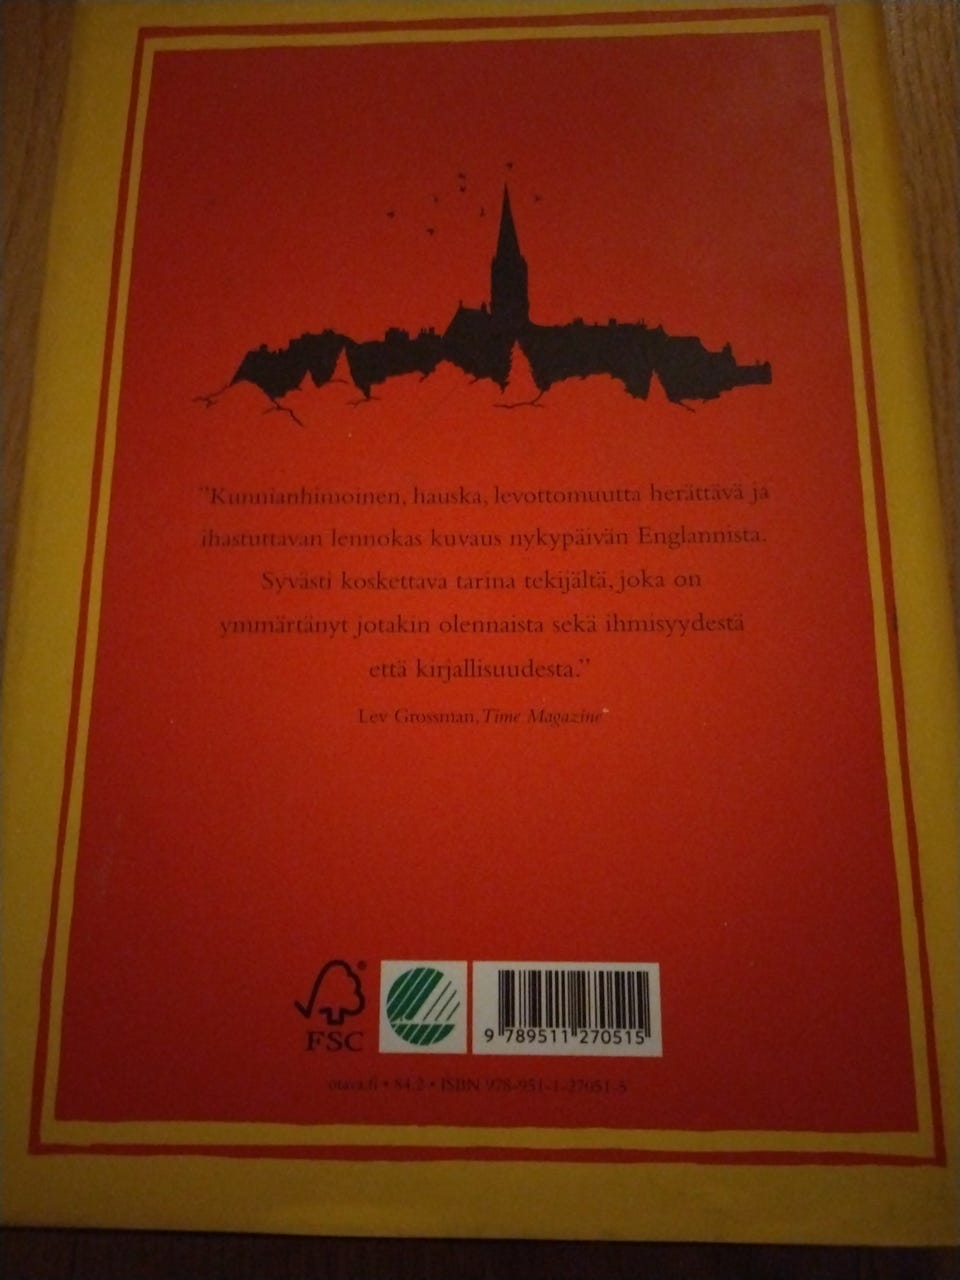 ”Kunnianhimoinen, hauska, levottomuutta herättävä ja
ihastuttavan lennokas kuvaus nykypäivän Englannista.
Syvästi koskettava tarina tekijältä, joka on
ymmärtänyt jotakin olennaista sekä ihmisyydestä
että kirjallisuudesta.”
Lev Grossman, Time Magazine
FSC®
9 789511 270515
otava.fi • 84.2 • ISBN 978-951-1-27051-5